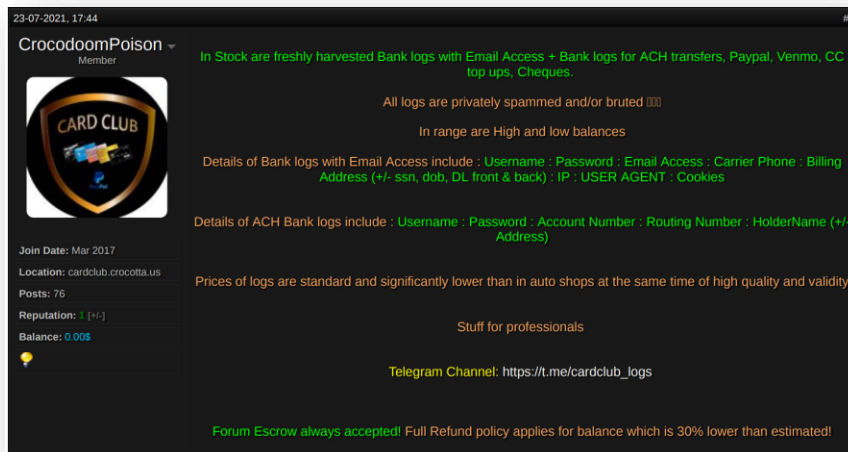 23-07-2021, 17:44
CrocodoomPoison
Member
CARD CLUB
PayPal
Join Date: Mar 2017
Location: cardclub.crocotta.us
Posts: 76
Reputation: 1 [+/-]
Balance: 0.00$
#
In Stock are freshly harvested Bank logs with Email Access + Bank logs for ACH transfers, Paypal, Venmo, CC
top ups, Cheques.
All logs are privately spammed and/or bruted
In range are High and low balances
Details of Bank logs with Email Access include : Username : Password : Email Access : Carrier Phone : Billing
Address (+/- ssn, dob, DL front & back) : IP : USER AGENT : Cookies
Details of ACH Bank logs include : Username : Password : Account Number : Routing Number : HolderName (+/-
Address)
Prices of logs are standard and significantly lower than in auto shops at the same time of high quality and validity
Stuff for professionals
Telegram Channel: https://t.me/cardclub_logs
Forum Escrow always accepted! Full Refund policy applies for balance which is 30% lower than estimated!